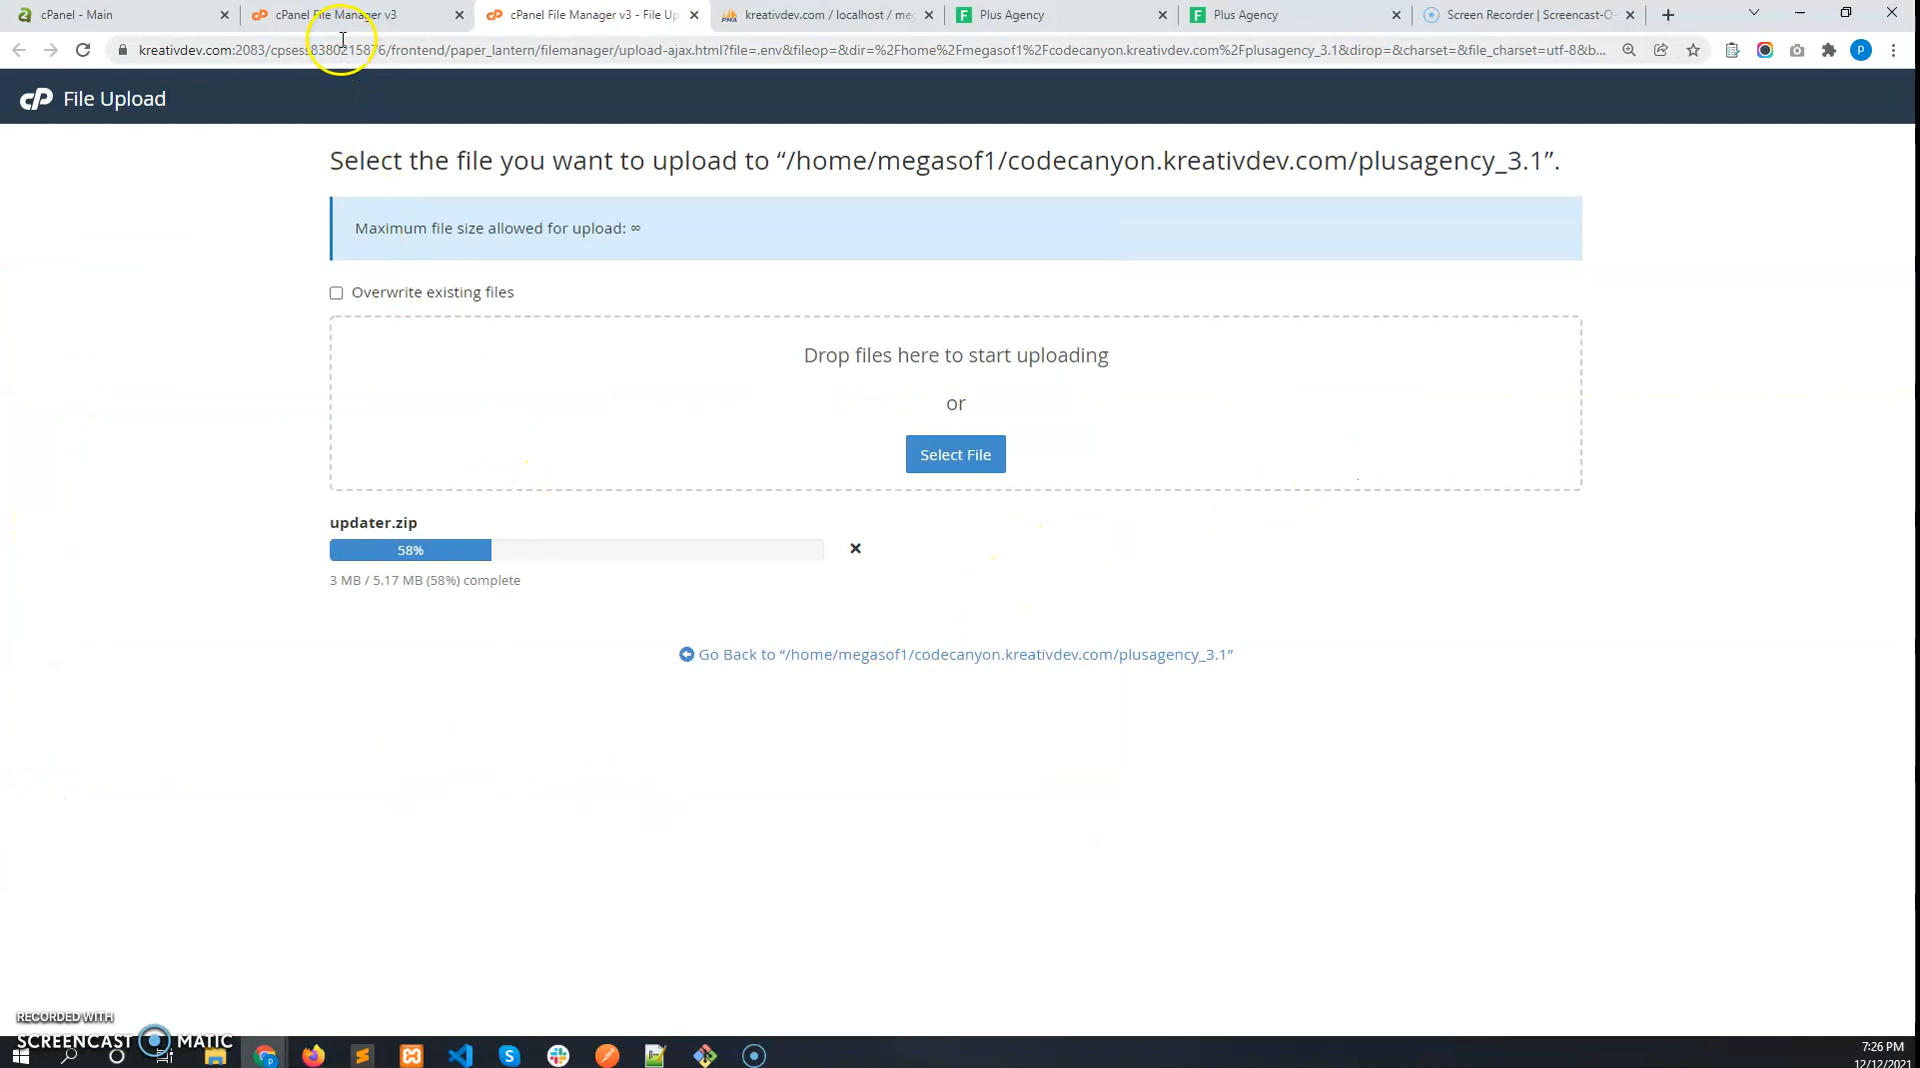 cPanel - Main
cPanel File Manager v3
cPanel File Manager v3 - File Up
kreativdev.com / localhost / me
Plus Agency
Plus Agency
Screen Recorder | Screencast-O
kreativdev.com:2083/cpsess8380215876/frontend/paper_lantern/filemanager/upload-ajax.html?file=.env&fileop=&dir=%2Fhome%2Fmegasof1%2Fcodecanyon.kreativdev.com%2Fplusagency_3.1&dirop=&charset=&file_charset=utf-8&b...
P
cP File Upload
Select the file you want to upload to “/home/megasof1/codecanyon.kreativdev.com/plusagency_3.1”.
Maximum file size allowed for upload: ∞
Overwrite existing files
Drop files here to start uploading
or
Select File
updater.zip
58%
3 MB / 5.17 MB (58%) complete
Go Back to “/home/megasof1/codecanyon.kreativdev.com/plusagency_3.1”
RECORDED WITH
SCREENCAST MATIC
7:26 PM
12/12/2021